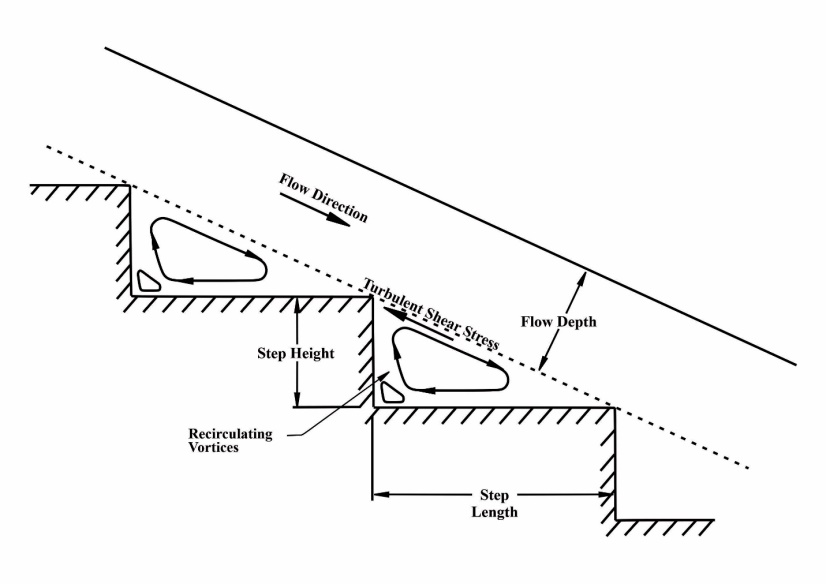 Flow Direction
Turbulent Shear Stress
Flow Depth
Step Height
Recirculating
Vortices
Step
Length